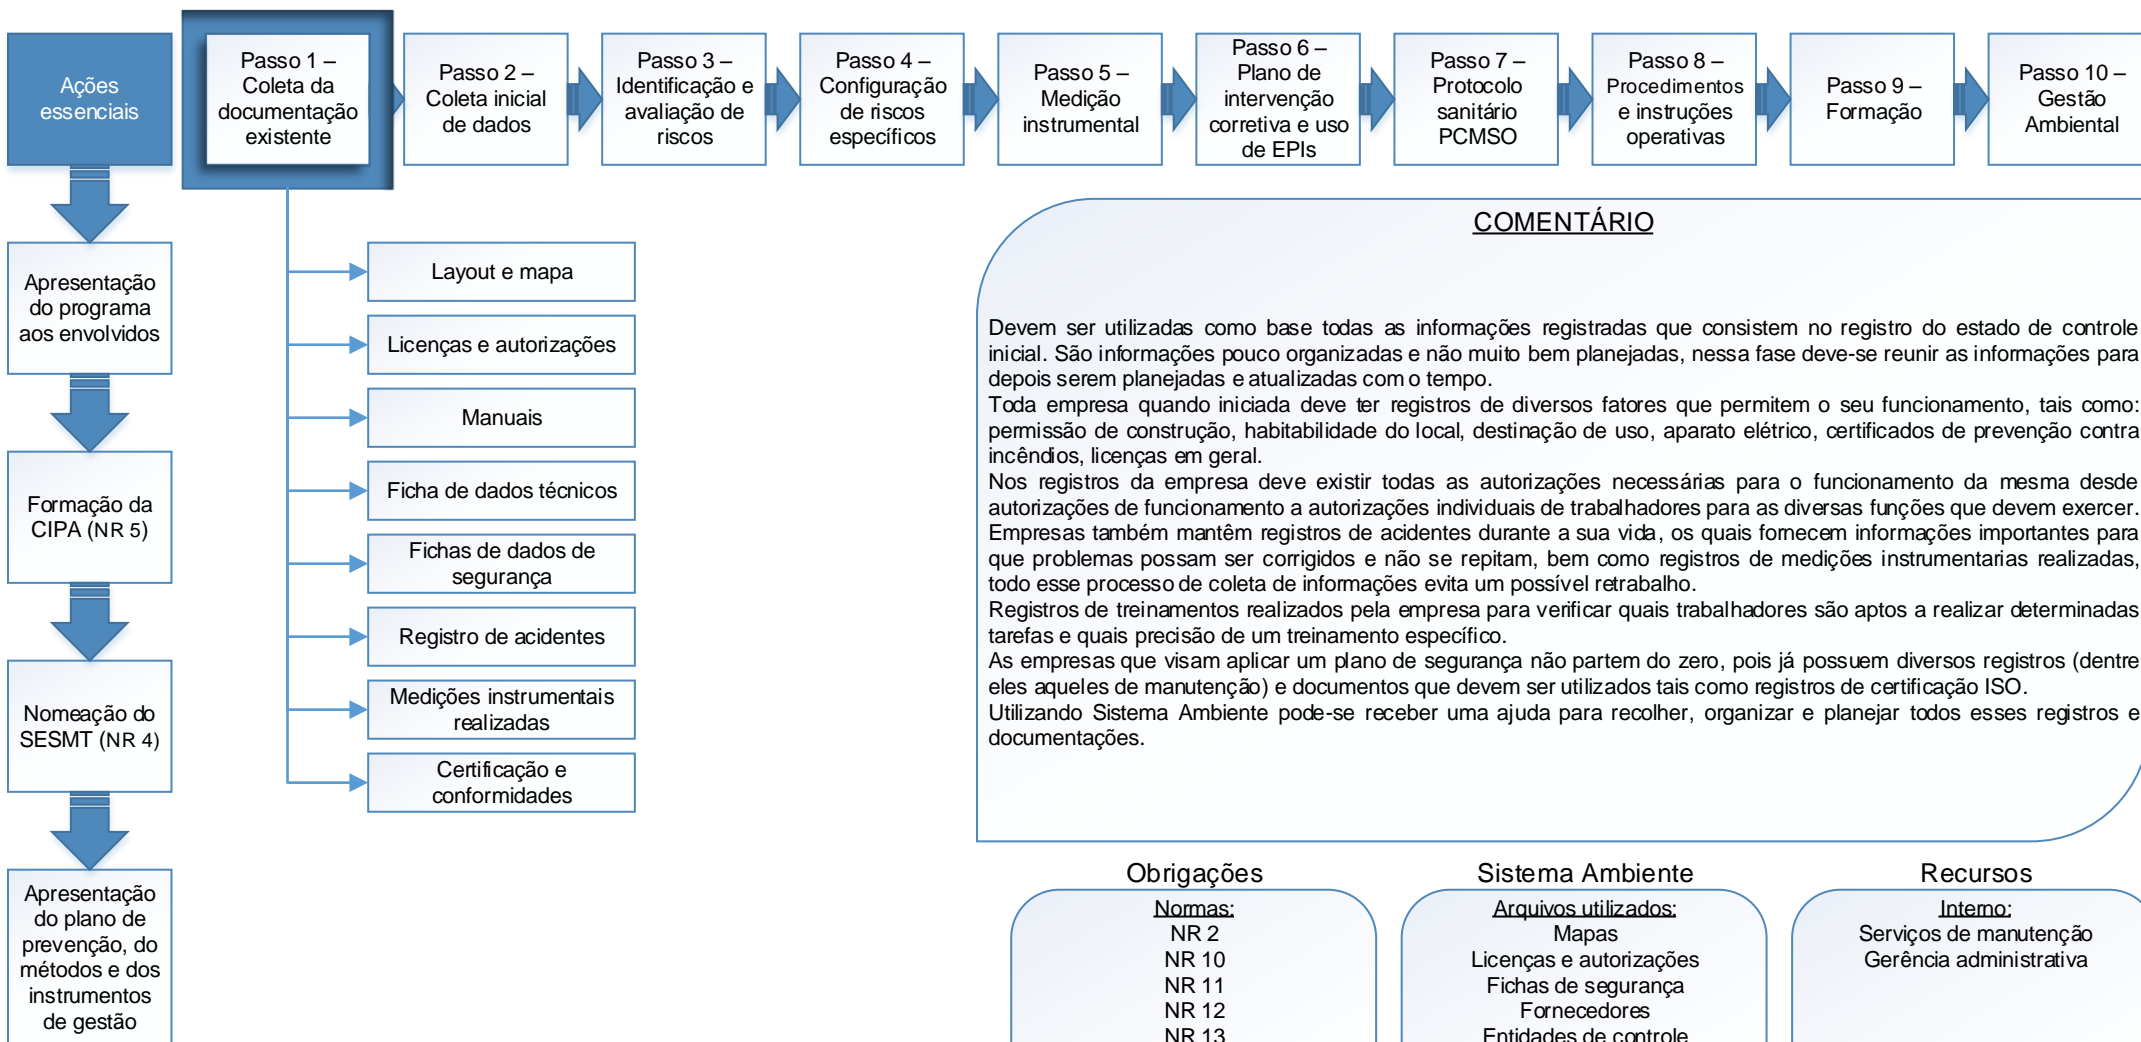 Ações
essenciais
Passo 1 –
Coleta da
documentação
existente
Passo 2 –
Coleta inicial
de dados
Passo 3 –
Identificação e
avaliação de
riscos
Passo 4 –
Configuração
de riscos
específicos
Passo 5 –
Medição
instrumental
Passo 6 –
Plano de
intervenção
corretiva e uso
de EPIs
Passo 7 –
Protocolo
sanitário
PCMSO
Passo 8 –
Procedimentos
e instruções
operativas
Passo 9 –
Formação
Passo 10 –
Gestão
Ambiental
Apresentação
do programa
aos envolvidos
Formação da
CIPA (NR 5)
Nomeação do
SESMT (NR 4)
Apresentação
do plano de
prevenção, do
métodos e dos
instrumentos
de gestão
Layout e mapa
Licenças e autorizações
Manuais
Ficha de dados técnicos
Fichas de dados de
segurança
Registro de acidentes
Medições instrumentais
realizadas
Certificação e
conformidades
COMENTÁRIO
Devem ser utilizadas como base todas as informações registradas que consistem no registro do estado de controle
inicial. São informações pouco organizadas e não muito bem planejadas, nessa fase deve-se reunir as informações para
depois serem planejadas e atualizadas com o tempo.
Toda empresa quando iniciada deve ter registros de diversos fatores que permitem o seu funcionamento, tais como:
permissão de construção, habitabilidade do local, destinação de uso, aparato elétrico, certificados de prevenção contra
incêndios, licenças em geral.
Nos registros da empresa deve existir todas as autorizações necessárias para o funcionamento da mesma desde
autorizações de funcionamento a autorizações individuais de trabalhadores para as diversas funções que devem exercer.
Empresas também mantêm registros de acidentes durante a sua vida, os quais fornecem informações importantes para
que problemas possam ser corrigidos e não se repitam, bem como registros de medições instrumentarias realizadas,
todo esse processo de coleta de informações evita um possível retrabalho.
Registros de treinamentos realizados pela empresa para verificar quais trabalhadores são aptos a realizar determinadas
tarefas e quais precisão de um treinamento específico.
As empresas que visam aplicar um plano de segurança não partem do zero, pois já possuem diversos registros (dentre
eles aqueles de manutenção) e documentos que devem ser utilizados tais como registros de certificação ISO.
Utilizando Sistema Ambiente pode-se receber uma ajuda para recolher, organizar e planejar todos esses registros e
documentações.
Obrigações
Normas:
NR 2
NR 10
NR 11
NR 12
NR 13
Sistema Ambiente
Arquivos utilizados:
Mapas
Licenças e autorizações
Fichas de segurança
Fornecedores
Entidades de controle
Recursos
Interno:
Serviços de manutenção
Gerência administrativa